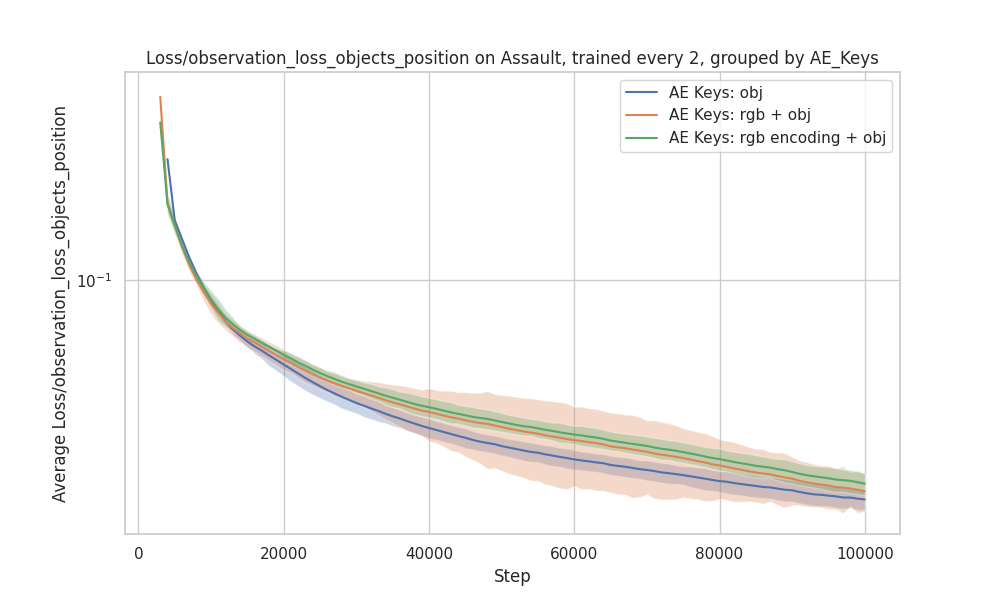 Loss/observation_loss_objects_position on Assault, trained every 2, grouped by AE_Keys
AE Keys: obj
AE Keys: rgb + obj
AE Keys: rgb encoding + obj
Average Loss/observation_loss_objects_position
10⁻¹
0 20000 40000 60000 80000 100000
Step